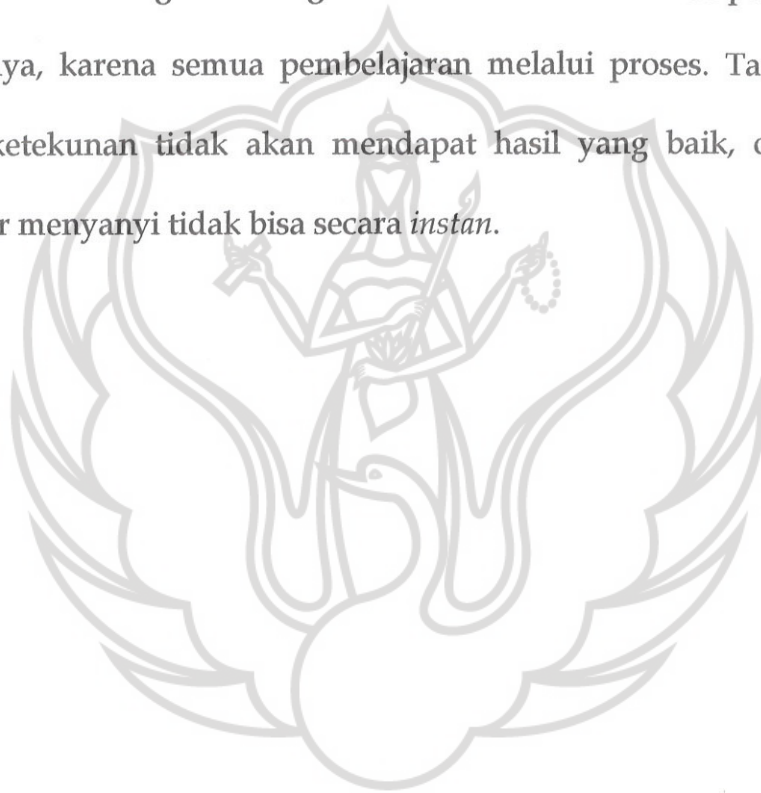 ya, karena semua pembelajaran melalui proses. Ta
ketekunan tidak akan mendapat hasil yang baik,
r menyanyi tidak bisa secara instan.